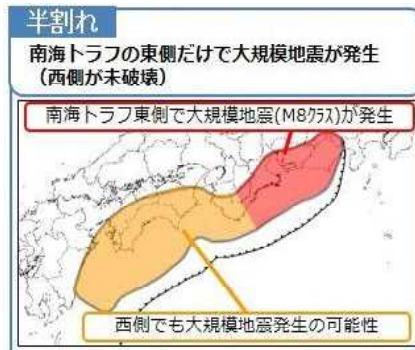 半割れ
南海トラフの東側だけで大規模地震が発生
（西側が未破壊）
南海トラフ東側で大規模地震(M8クラス)が発生
西側でも大規模地震発生の可能性